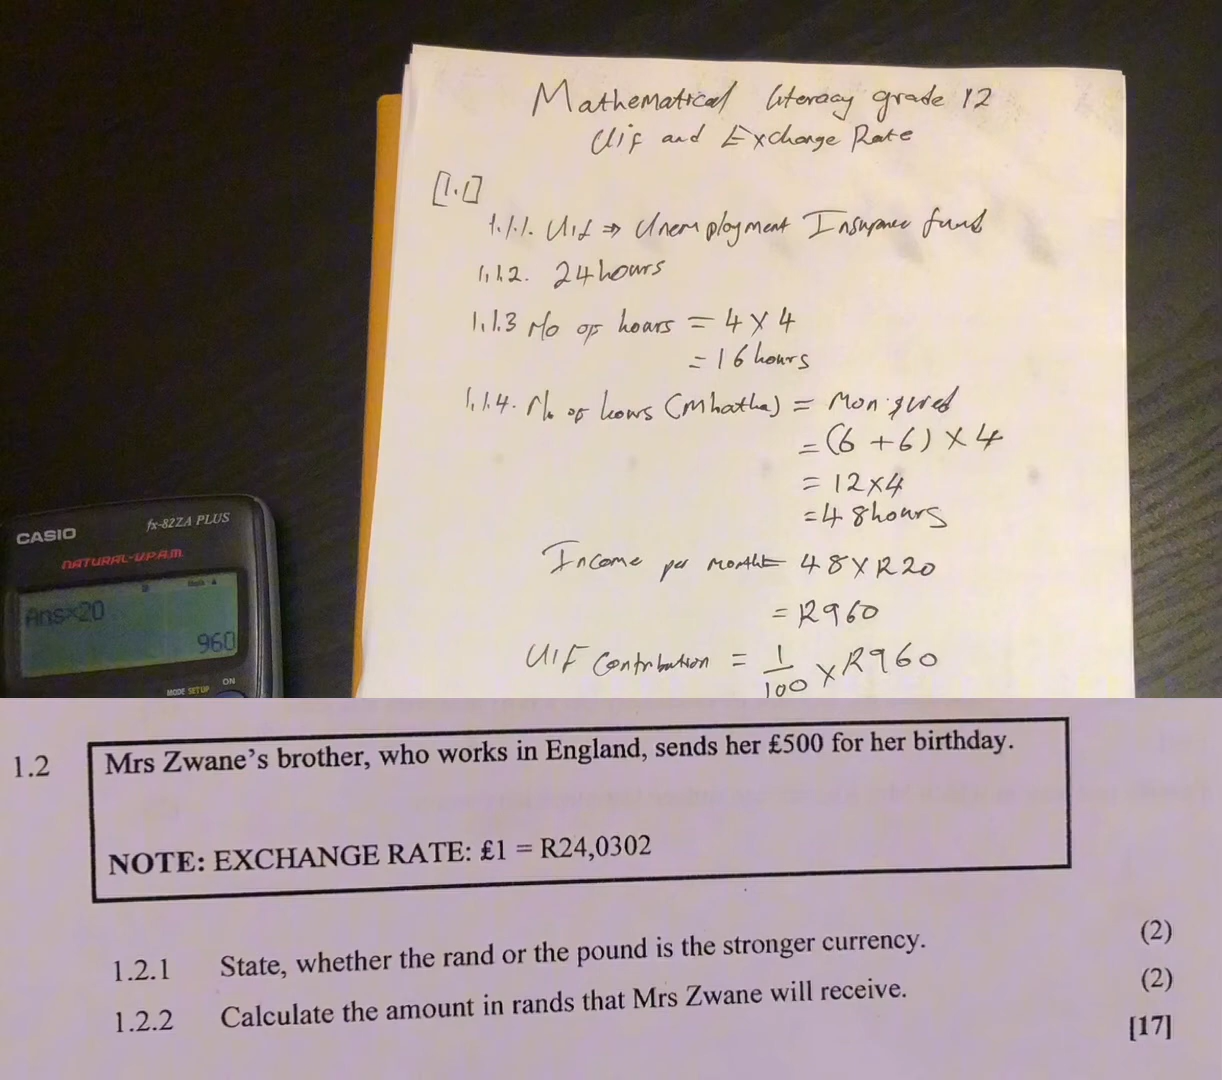 Mathematical literacy grade 12
Uif and Exchange Rate
[1.1]
1.1.1. Uif ⇒ Unemployment Insurance fund
1.1.2. 24 hours
1.1.3 No of hours = 4 × 4
= 16 hours
1.1.4. No of hours (Mhatha) = Mon
= (6 + 6) × 4
= 12 × 4
= 48 hours
Income per month = 48 × R20
= R960
UIF Contribution = 1/100 × R960
CASIO
fx-82ZA PLUS
NATURAL-V.P.A.M.
Math ▲
Ans×20
960
MODE SETUP
ON
1.2 Mrs Zwane's brother, who works in England, sends her £500 for her birthday.
NOTE: EXCHANGE RATE: £1 = R24,0302
1.2.1 State, whether the rand or the pound is the stronger currency. (2)
1.2.2 Calculate the amount in rands that Mrs Zwane will receive. (2)
[17]